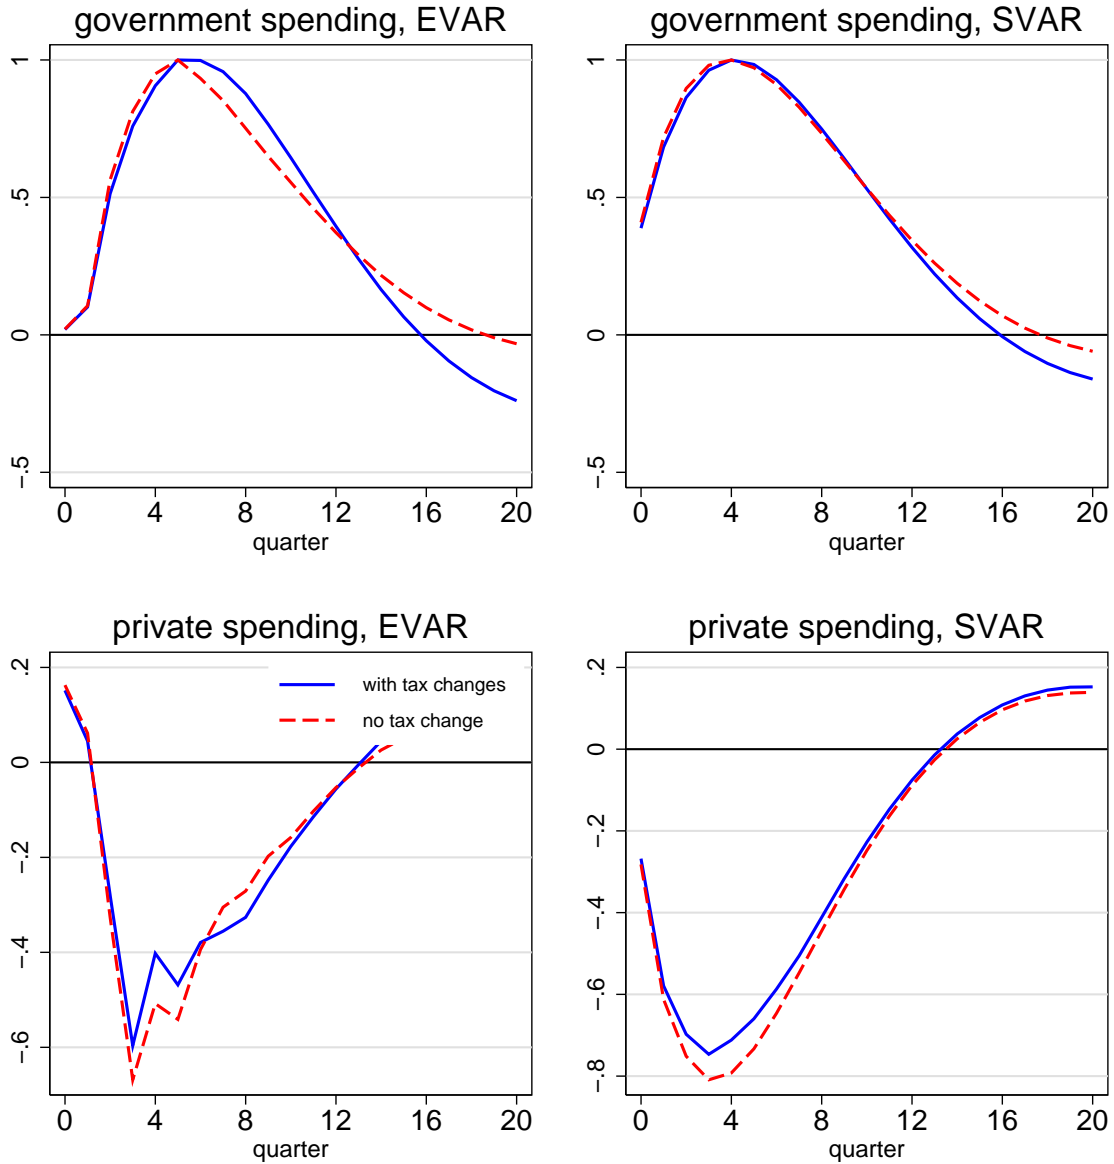 government spending, EVAR
1
.5
0
−.5
0 4 8 12 16 20
quarter
government spending, SVAR
1
.5
0
−.5
0 4 8 12 16 20
quarter
private spending, EVAR
.2
0
−.2
−.4
−.6
with tax changes
no tax change
0 4 8 12 16 20
quarter
private spending, SVAR
.2
0
−.2
−.4
−.6
−.8
0 4 8 12 16 20
quarter